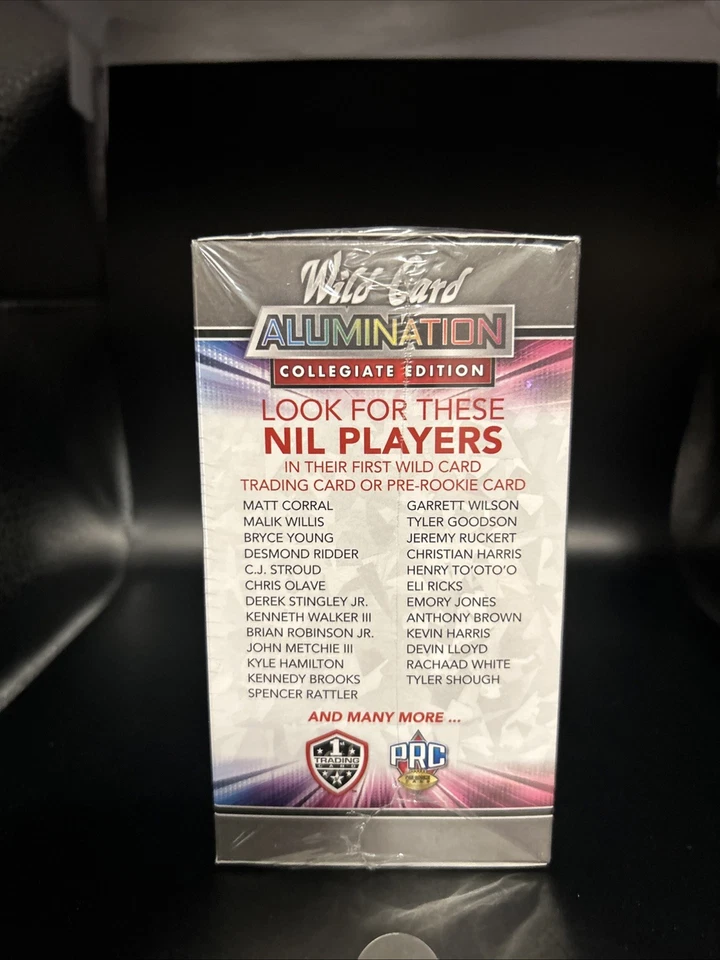 Wild Card
ALUMINATION
COLLEGIATE EDITION
LOOK FOR THESE
NIL PLAYERS
IN THEIR FIRST WILD CARD
TRADING CARD OR PRE-ROOKIE CARD
MATT CORRAL
MALIK WILLIS
BRYCE YOUNG
DESMOND RIDDER
C.J. STROUD
CHRIS OLAVE
DEREK STINGLEY JR.
KENNETH WALKER III
BRIAN ROBINSON JR.
JOHN METCHIE III
KYLE HAMILTON
KENNEDY BROOKS
SPENCER RATTLER
GARRETT WILSON
TYLER GOODSON
JEREMY RUCKERT
CHRISTIAN HARRIS
HENRY TO'OTO'O
ELI RICKS
EMORY JONES
ANTHONY BROWN
KEVIN HARRIS
DEVIN LLOYD
RACHAAD WHITE
TYLER SHOUGH
AND MANY MORE ...
1st
TRADING
CARD
PRC